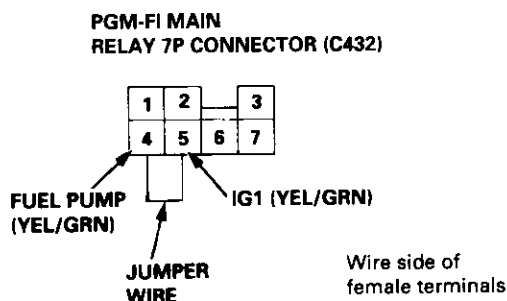 PGM-FI MAIN
RELAY 7P CONNECTOR (C432)
1 2 3
4 5 6 7
FUEL PUMP
(YEL/GRN)
IG1 (YEL/GRN)
JUMPER
WIRE
Wire side of
female terminals